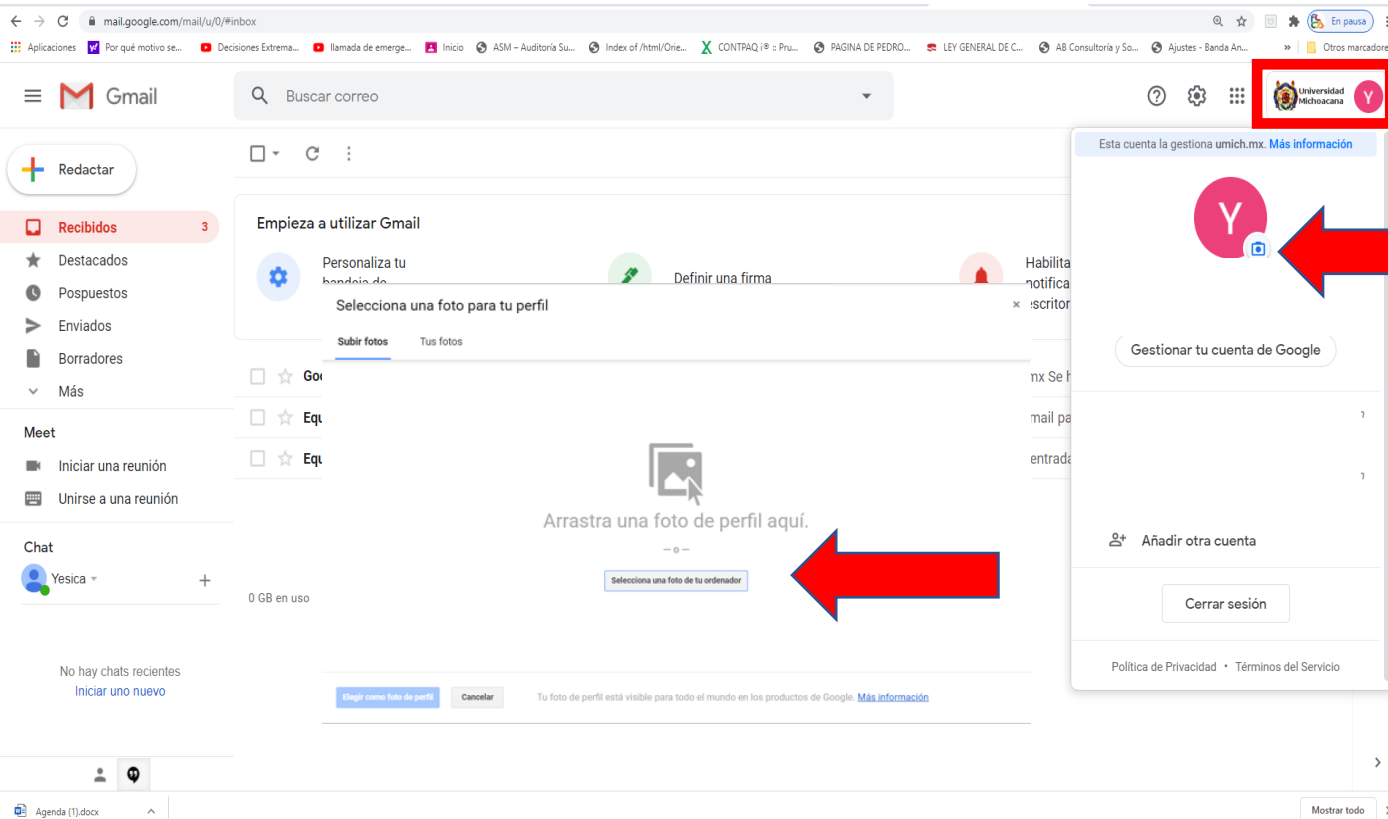 mail.google.com/mail/u/0/#inbox
En pausa
Aplicaciones
Por qué motivo se...
Decisiones Extrema...
llamada de emerge...
Inicio
ASM – Auditoría Su...
Index of /html/Orie...
CONTPAQ i® :: Pru...
PAGINA DE PEDRO...
LEY GENERAL DE C...
AB Consultoría y So...
Ajustes - Banda An...
»
Otros marcadore
Gmail
Buscar correo
Universidad
Michoacana
Y
Esta cuenta la gestiona umich.mx. Más información
Redactar
Y
Recibidos 3
Destacados
Pospuestos
Enviados
Borradores
Más
Empieza a utilizar Gmail
Personaliza tu
bandeja de
Definir una firma
Habilita
notifica
escritor
Selecciona una foto para tu perfil
×
Subir fotos
Tus fotos
Gestionar tu cuenta de Google
Goo
mx Se h
Equ
mail pa
Equ
entrada
Meet
Iniciar una reunión
Unirse a una reunión
Arrastra una foto de perfil aquí.
— o —
Selecciona una foto de tu ordenador
Añadir otra cuenta
Chat
Yesica
+
0 GB en uso
Cerrar sesión
No hay chats recientes
Iniciar uno nuevo
Política de Privacidad • Términos del Servicio
Elegir como foto de perfil
Cancelar
Tu foto de perfil está visible para todo el mundo en los productos de Google. Más información
Agenda (1).docx
Mostrar todo